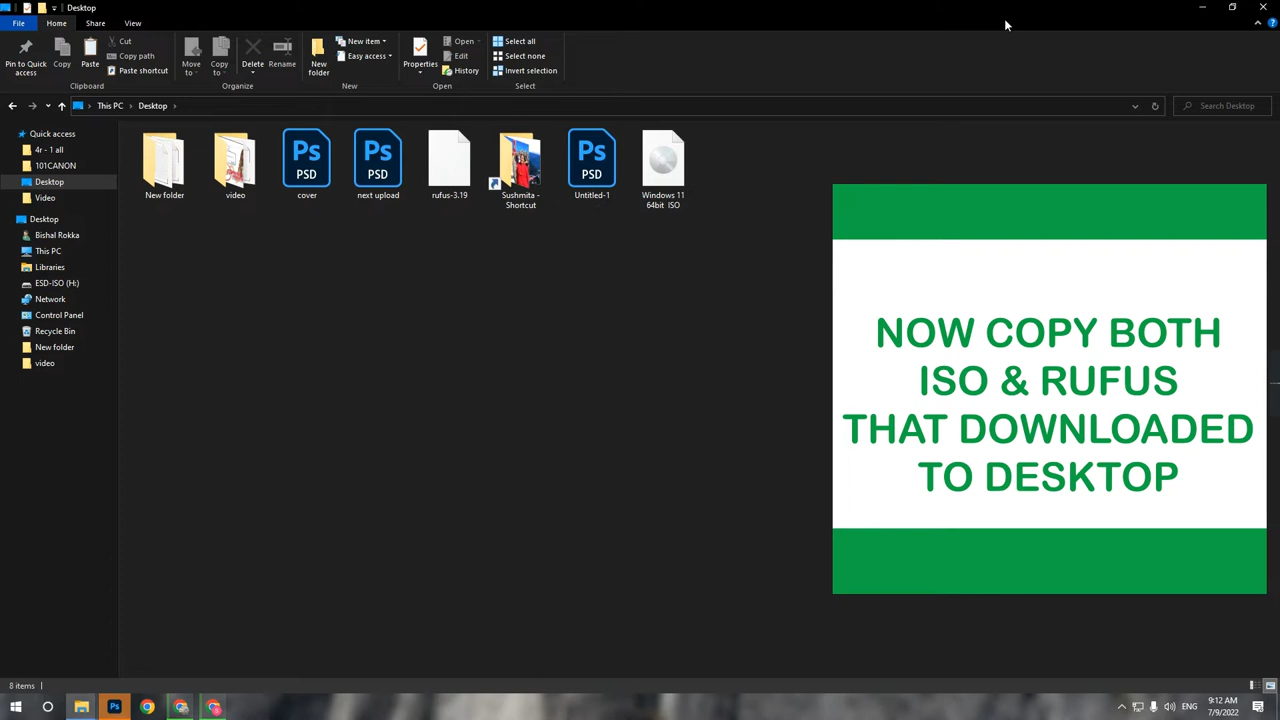 Desktop
File
Home
Share
View
Pin to Quick
access
Copy
Paste
Cut
Copy path
Paste shortcut
Clipboard
Move
to
Copy
to
Delete
Rename
Organize
New
folder
New item
Easy access
New
Properties
Open
Edit
History
Open
Select all
Select none
Invert selection
Select
This PC
Desktop
Search Desktop
Quick access
4r - 1 all
101CANON
Desktop
Video
Desktop
Bishal Rokka
This PC
Libraries
ESD-ISO (H:)
Network
Control Panel
Recycle Bin
New folder
video
New folder
video
Ps
PSD
cover
Ps
PSD
next upload
rufus-3.19
Sushmita -
Shortcut
Ps
PSD
Untitled-1
Windows 11
64bit ISO
NOW COPY BOTH
ISO & RUFUS
THAT DOWNLOADED
TO DESKTOP
8 items
Ps
ENG
9:12 AM
7/9/2022